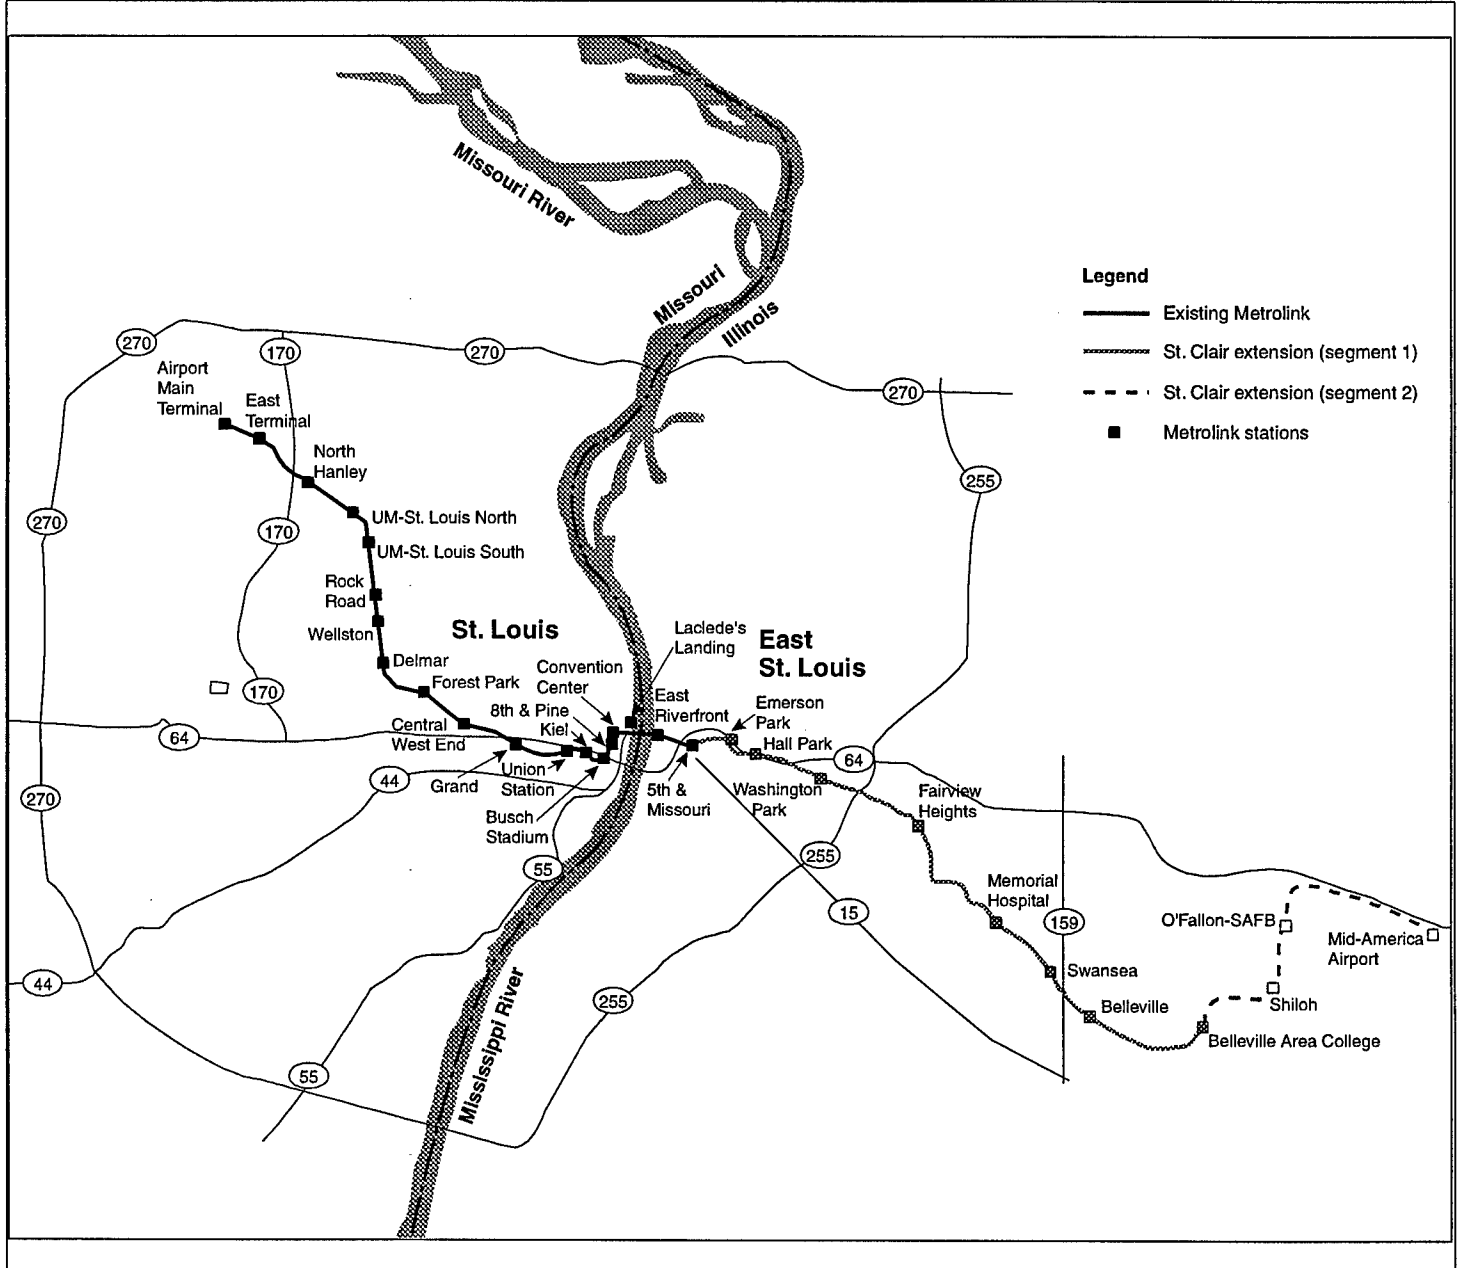 Missouri River
Missouri
Illinois
Legend
Existing Metrolink
St. Clair extension (segment 1)
St. Clair extension (segment 2)
Metrolink stations
270
170
270
270
255
Airport
Main
Terminal
East
Terminal
North
Hanley
270
170
UM-St. Louis North
UM-St. Louis South
Rock
Road
Wellston
St. Louis
Laclede's
Landing
East
St. Louis
Delmar
Forest Park
170
Convention
Center
East
Riverfront
8th & Pine
Kiel
Emerson
Park
Hall Park
64
Central
West End
64
44
Grand
Union
Station
Busch
Stadium
5th &
Missouri
Washington
Park
Fairview
Heights
270
55
255
15
Memorial
Hospital
159
O'Fallon-SAFB
Mid-America
Airport
44
Swansea
Belleville
Shiloh
Belleville Area College
255
Mississippi River
55